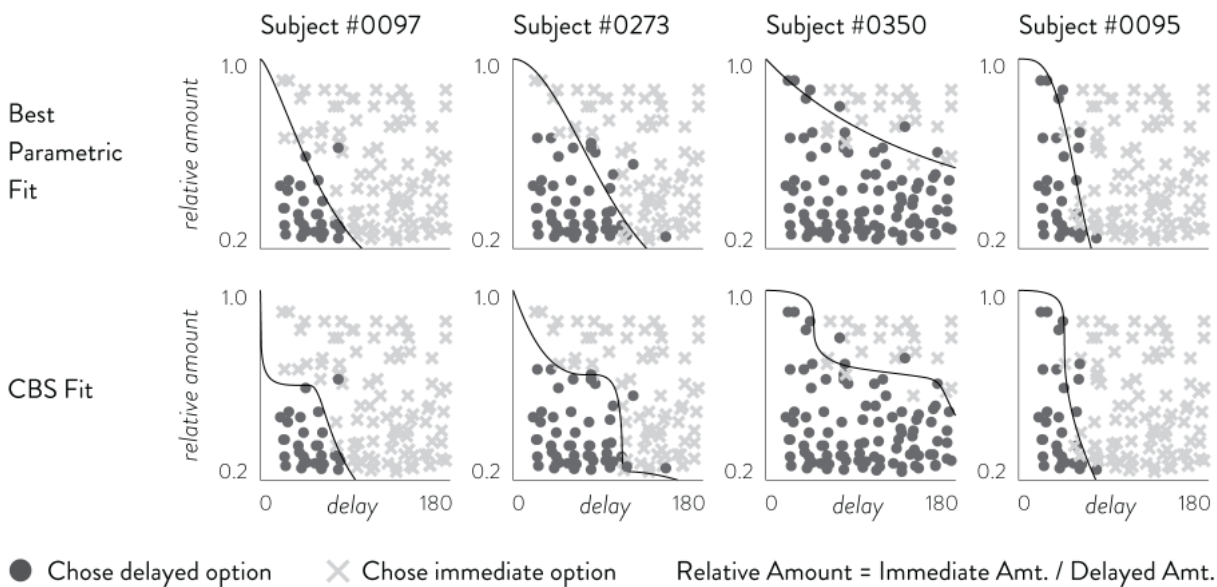 Subject #0097 Subject #0273 Subject #0350 Subject #0095
Best
Parametric
Fit
relative amount
1.0 1.0 1.0 1.0
0.2 0.2 0.2 0.2
CBS Fit
relative amount
1.0 1.0 1.0 1.0
0.2 0.2 0.2 0.2
0 delay 180 0 delay 180 0 delay 180 0 delay 180
Chose delayed option Chose immediate option Relative Amount = Immediate Amt. / Delayed Amt.